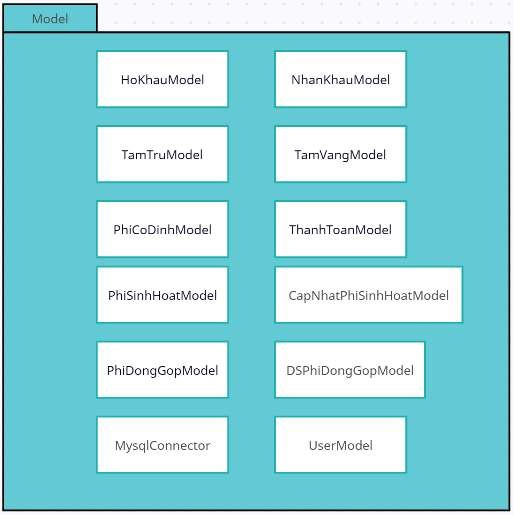 Model
HoKhauModel
NhanKhauModel
TamTruModel
TamVangModel
PhiCoDinhModel
ThanhToanModel
PhiSinhHoatModel
CapNhatPhiSinhHoatModel
PhiDongGopModel
DSPhiDongGopModel
MysqlConnector
UserModel